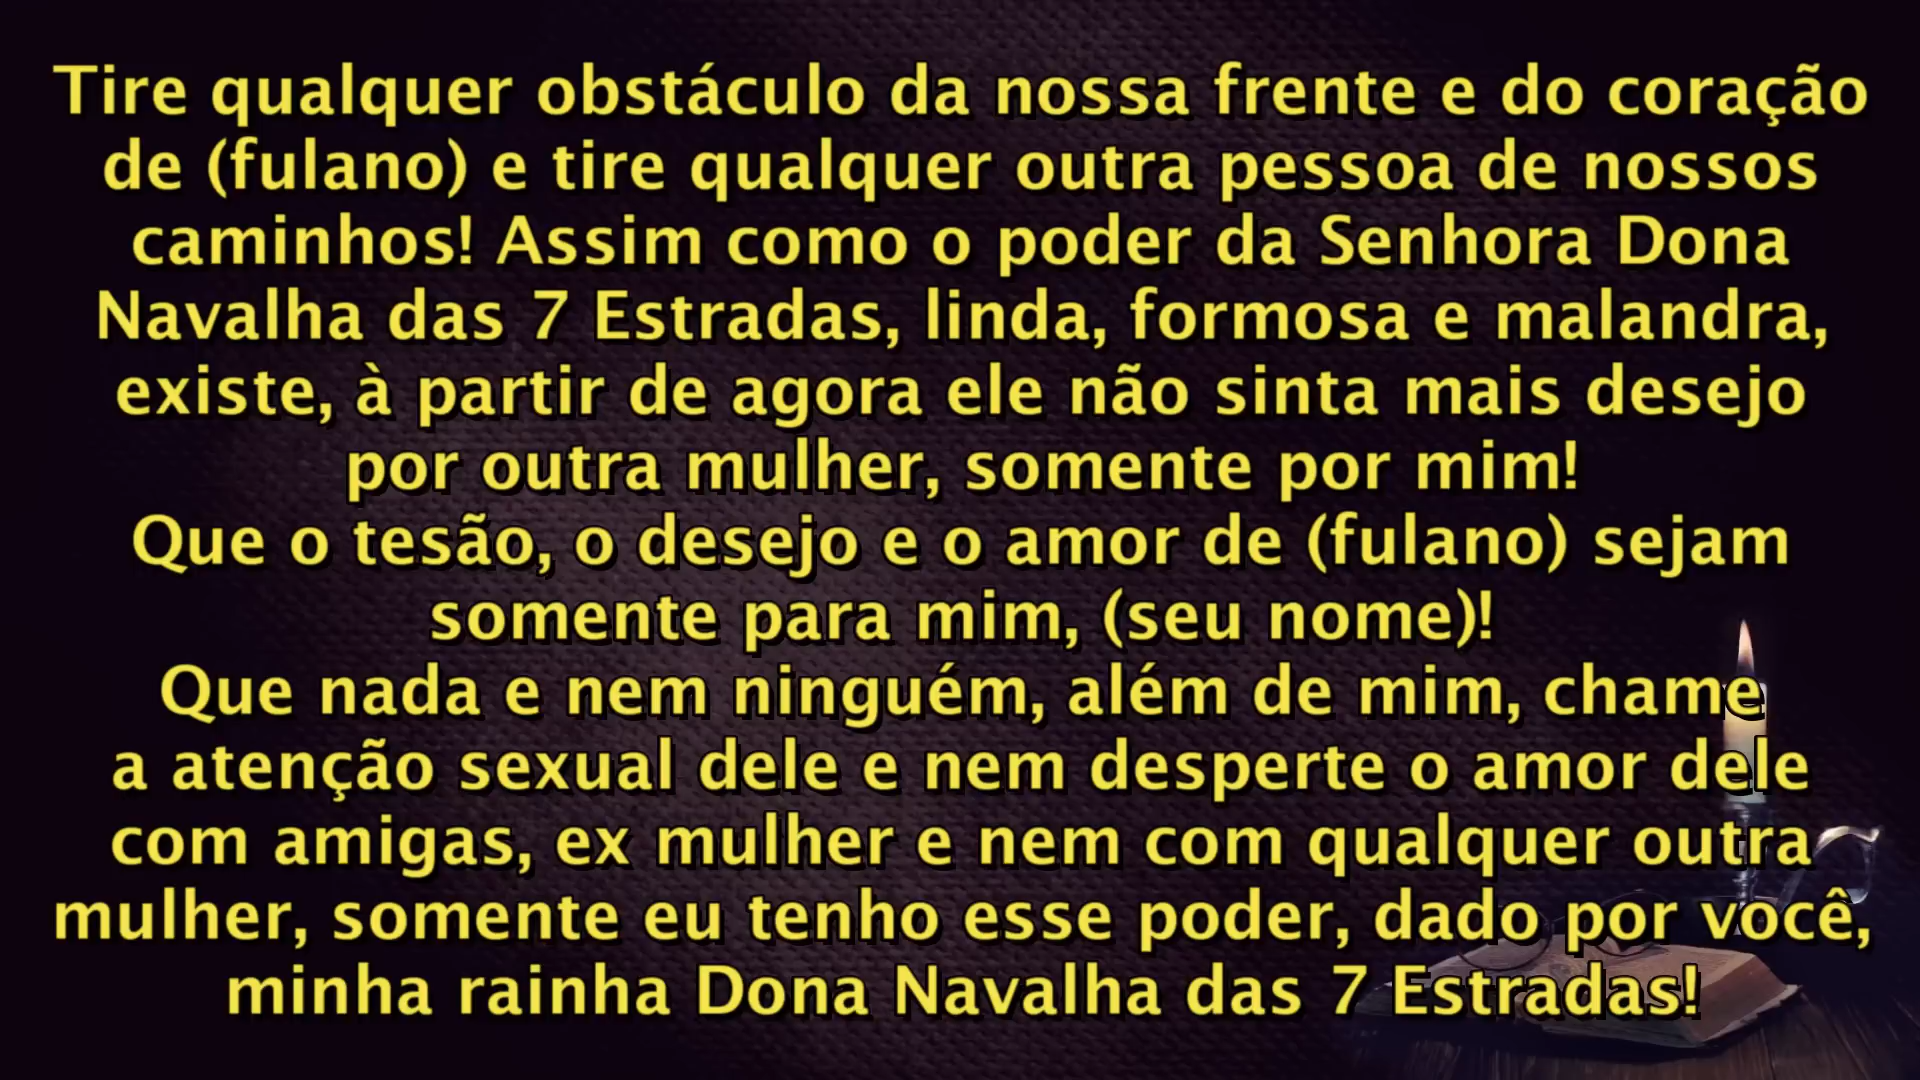 Tire qualquer obstáculo da nossa frente e do coração
de (fulano) e tire qualquer outra pessoa de nossos
caminhos! Assim como o poder da Senhora Dona
Navalha das 7 Estradas, linda, formosa e malandra,
existe, à partir de agora ele não sinta mais desejo
por outra mulher, somente por mim!
Que o tesão, o desejo e o amor de (fulano) sejam
somente para mim, (seu nome)!
Que nada e nem ninguém, além de mim, chame
a atenção sexual dele e nem desperte o amor dele
com amigas, ex mulher e nem com qualquer outra
mulher, somente eu tenho esse poder, dado por você,
minha rainha Dona Navalha das 7 Estradas!